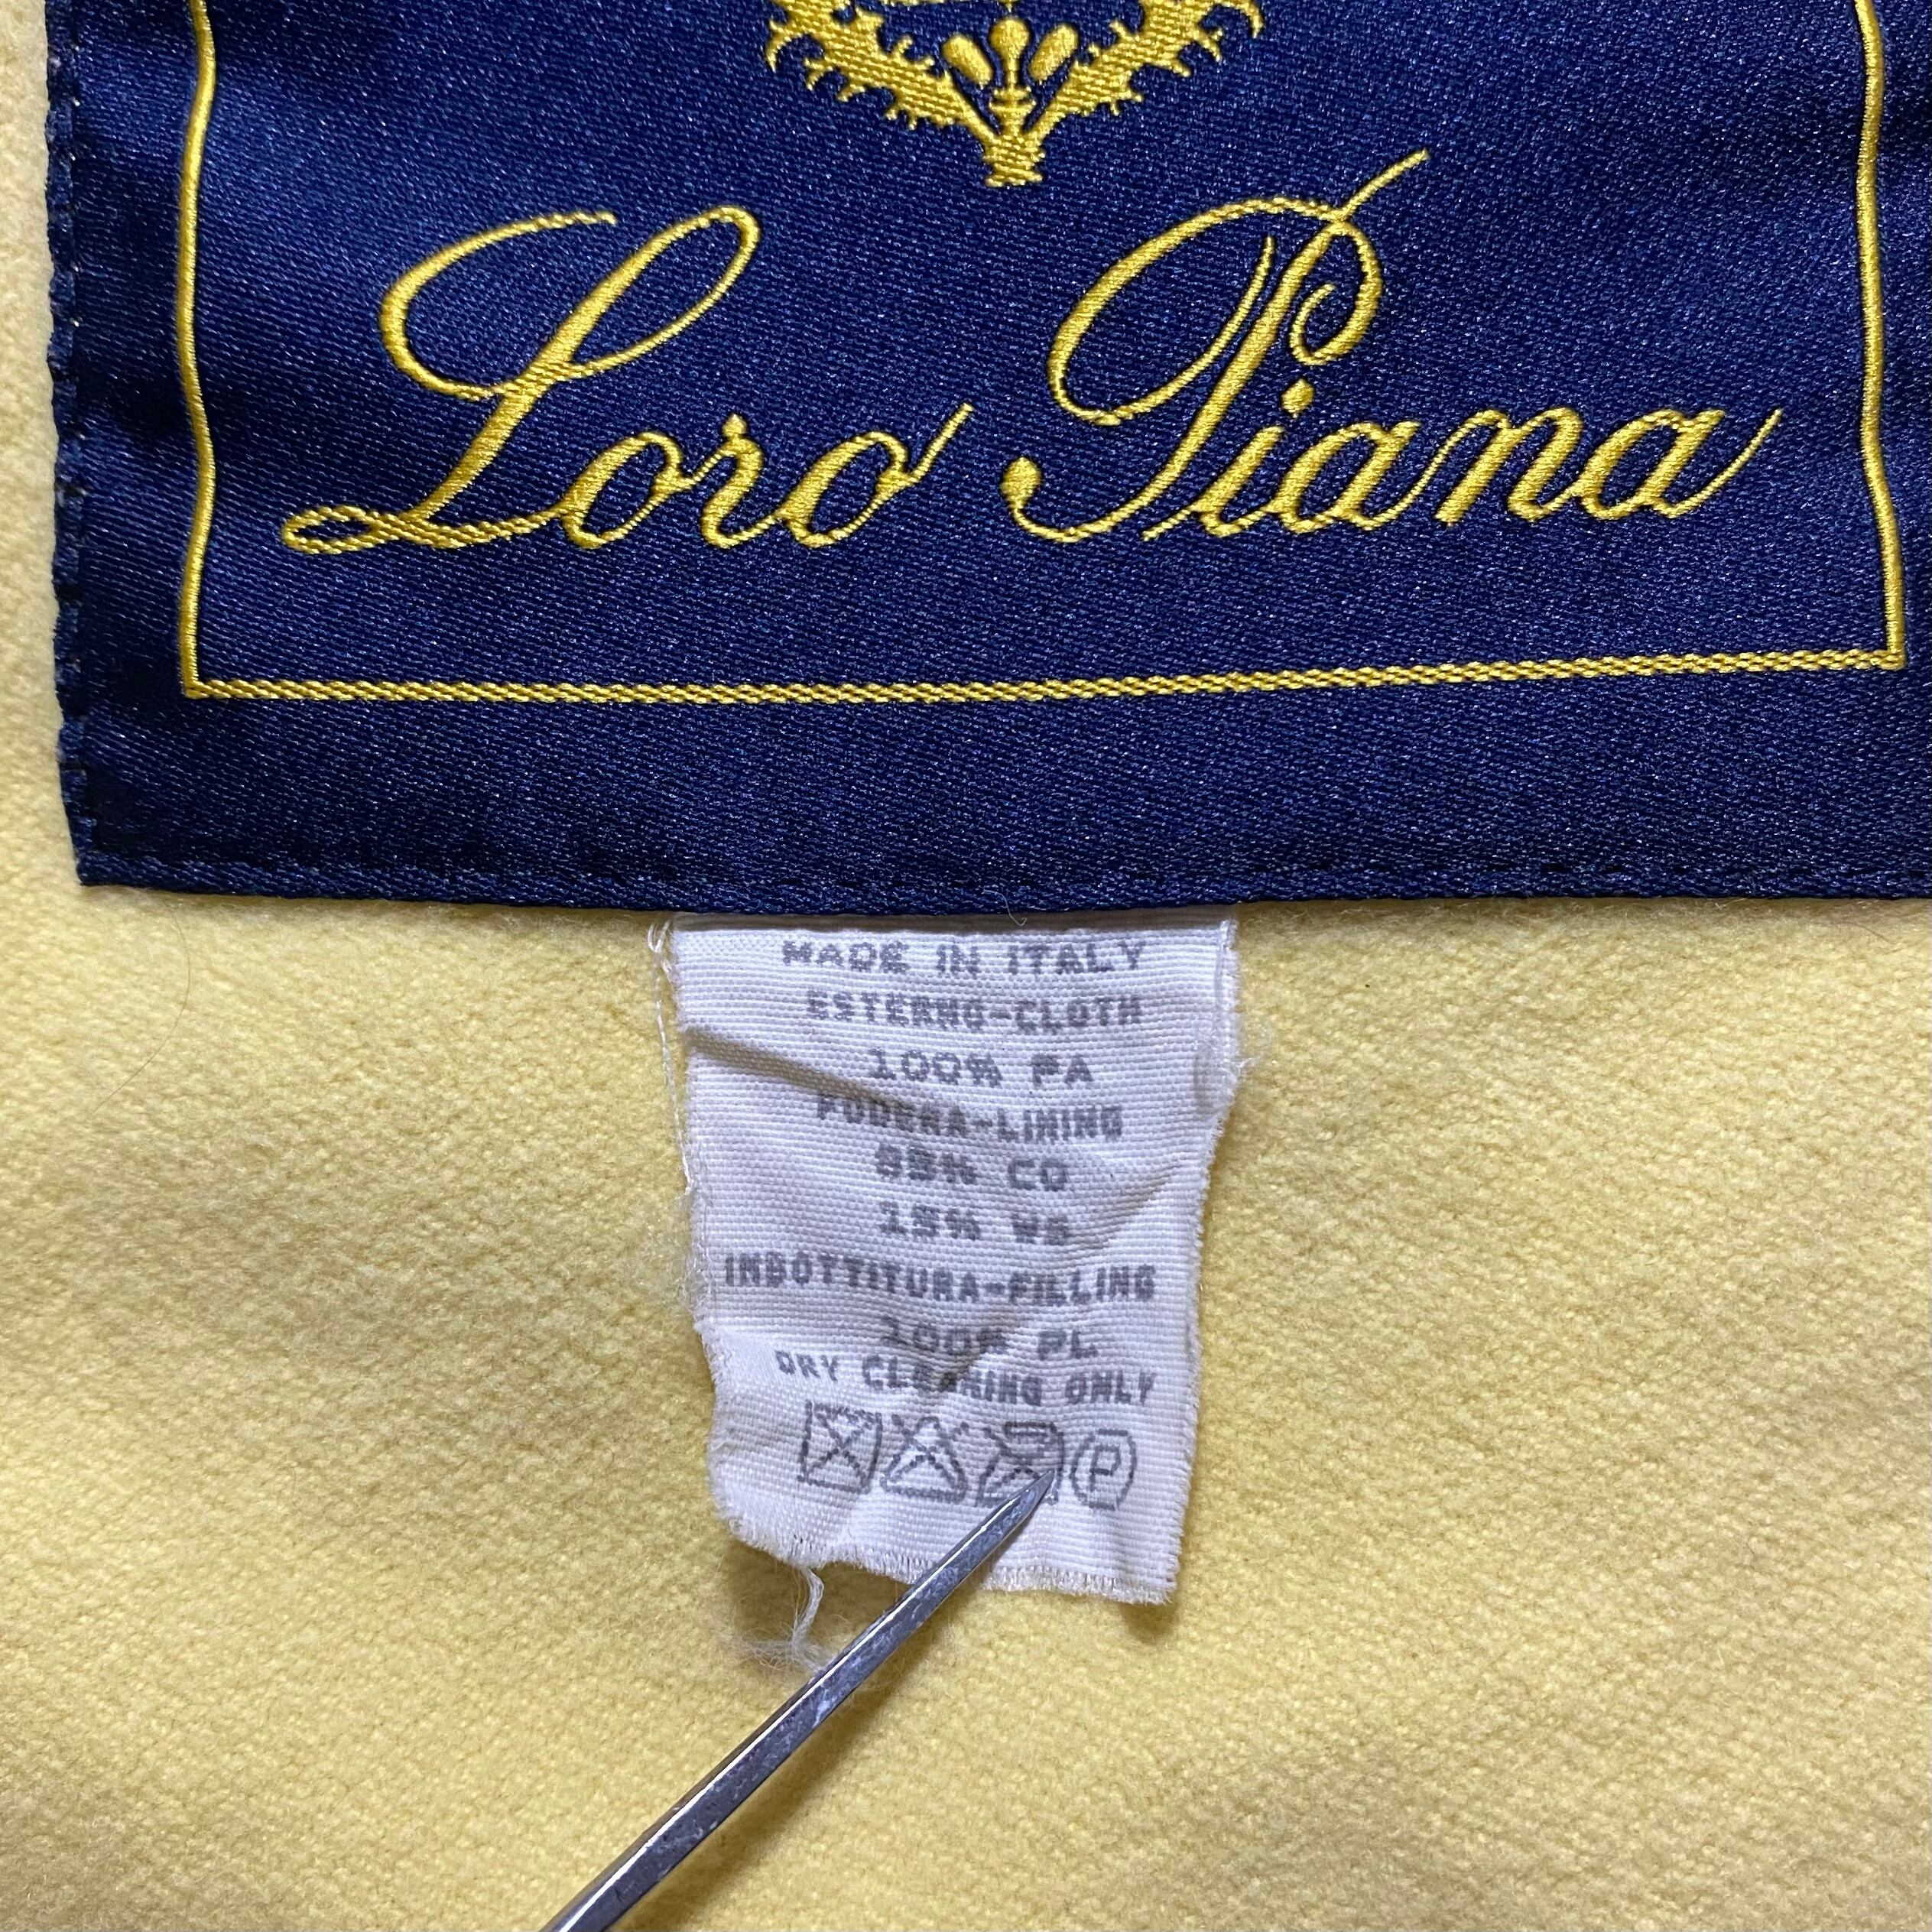 Loro Piana
MADE IN ITALY
ESTERNO-CLOTH
100% PA
FODERA-LINING
85% CO
15% WS
IMBOTTITURA-FILLING
100% PL
DRY CLEANING ONLY
P